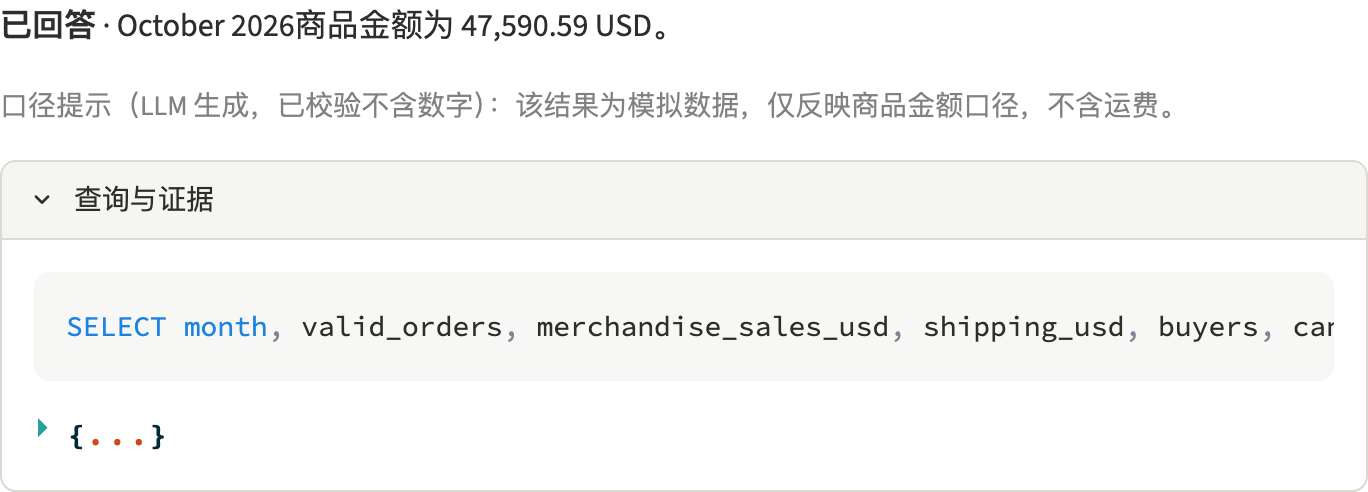 已回答 · October 2026商品金额为 47,590.59 USD。
口径提示（LLM 生成，已校验不含数字）：该结果为模拟数据，仅反映商品金额口径，不含运费。
查询与证据
SELECT month, valid_orders, merchandise_sales_usd, shipping_usd, buyers,
{...}